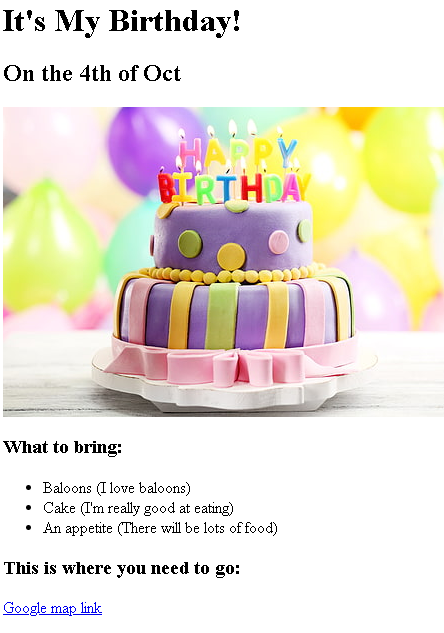 It's My Birthday!
On the 4th of Oct
HAPPY
BIRTHDAY
What to bring:
Baloons (I love baloons)
Cake (I'm really good at eating)
An appetite (There will be lots of food)
This is where you need to go:
Google map link